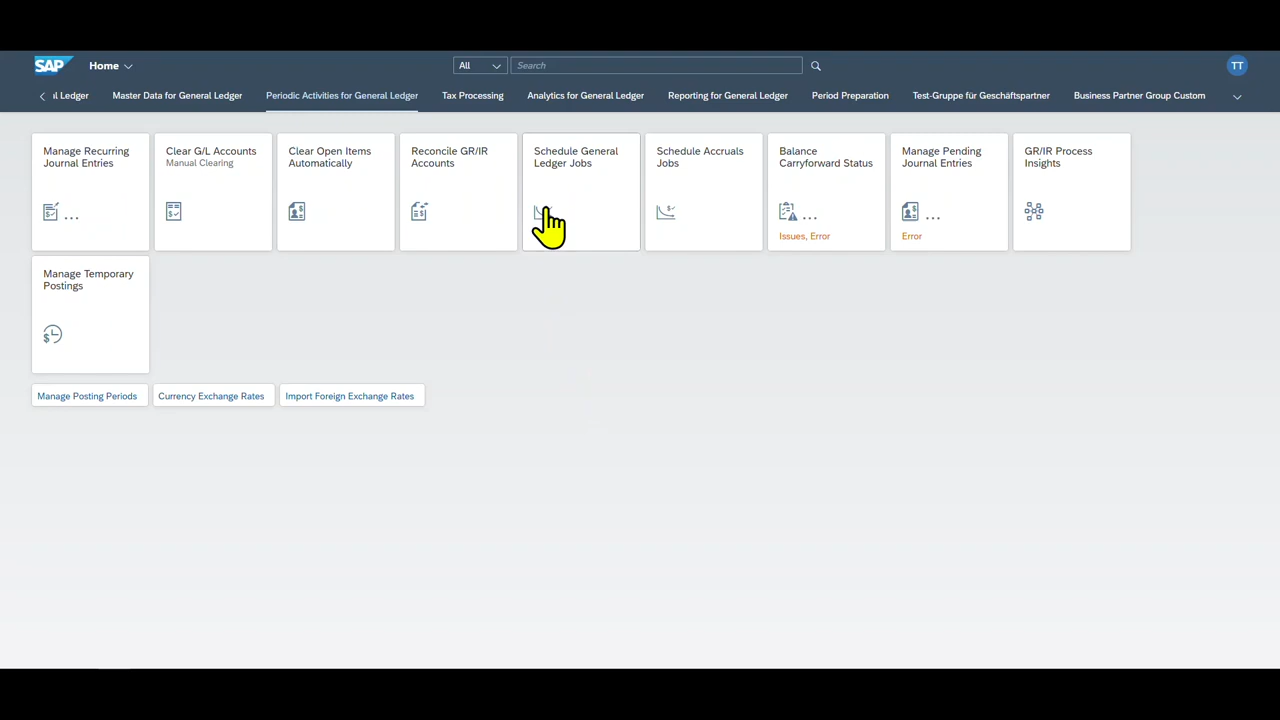 SAP
Home
All
Search
TT
al Ledger
Master Data for General Ledger
Periodic Activities for General Ledger
Tax Processing
Analytics for General Ledger
Reporting for General Ledger
Period Preparation
Test-Gruppe für Geschäftspartner
Business Partner Group Custom
Manage Recurring
Journal Entries
Clear G/L Accounts
Manual Clearing
Clear Open Items
Automatically
Reconcile GR/IR
Accounts
Schedule General
Ledger Jobs
Schedule Accruals
Jobs
Balance
Carryforward Status
Issues, Error
Manage Pending
Journal Entries
Error
GR/IR Process
Insights
Manage Temporary
Postings
Manage Posting Periods
Currency Exchange Rates
Import Foreign Exchange Rates